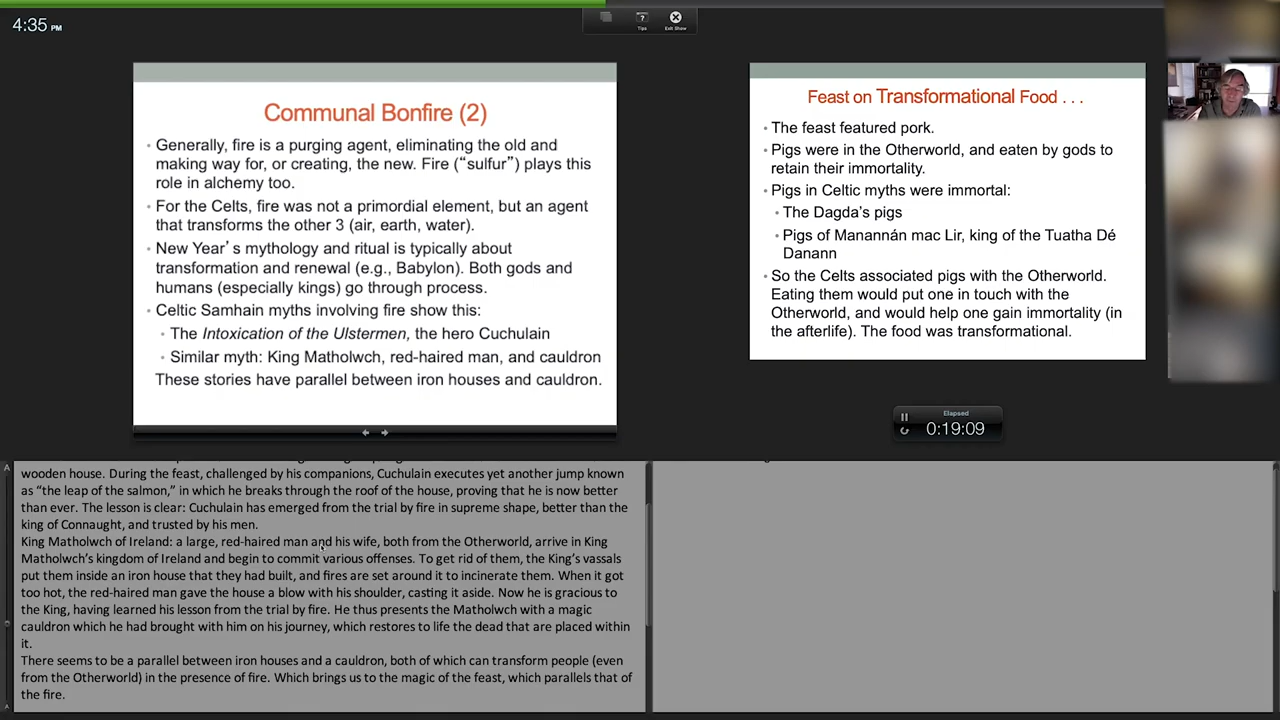 4:35 PM
Tips
Exit Show
Communal Bonfire (2)
• Generally, fire is a purging agent, eliminating the old and
making way for, or creating, the new. Fire (“sulfur”) plays this
role in alchemy too.
• For the Celts, fire was not a primordial element, but an agent
that transforms the other 3 (air, earth, water).
• New Year’s mythology and ritual is typically about
transformation and renewal (e.g., Babylon). Both gods and
humans (especially kings) go through process.
• Celtic Samhain myths involving fire show this:
• The Intoxication of the Ulstermen, the hero Cuchulain
• Similar myth: King Matholwch, red-haired man, and cauldron
These stories have parallel between iron houses and cauldron.
Feast on Transformational Food . . .
• The feast featured pork.
• Pigs were in the Otherworld, and eaten by gods to
retain their immortality.
• Pigs in Celtic myths were immortal:
• The Dagda’s pigs
• Pigs of Manannán mac Lir, king of the Tuatha Dé
Danann
• So the Celts associated pigs with the Otherworld.
Eating them would put one in touch with the
Otherworld, and would help one gain immortality (in
the afterlife). The food was transformational.
Elapsed
0:19:09
wooden house. During the feast, challenged by his companions, Cuchulain executes yet another jump known
as “the leap of the salmon,” in which he breaks through the roof of the house, proving that he is now better
than ever. The lesson is clear: Cuchulain has emerged from the trial by fire in supreme shape, better than the
king of Connaught, and trusted by his men.
King Matholwch of Ireland: a large, red-haired man and his wife, both from the Otherworld, arrive in King
Matholwch’s kingdom of Ireland and begin to commit various offenses. To get rid of them, the King’s vassals
put them inside an iron house that they had built, and fires are set around it to incinerate them. When it got
too hot, the red-haired man gave the house a blow with his shoulder, casting it aside. Now he is gracious to
the King, having learned his lesson from the trial by fire. He thus presents the Matholwch with a magic
cauldron which he had brought with him on his journey, which restores to life the dead that are placed within
it.
There seems to be a parallel between iron houses and a cauldron, both of which can transform people (even
from the Otherworld) in the presence of fire. Which brings us to the magic of the feast, which parallels that of
the fire.